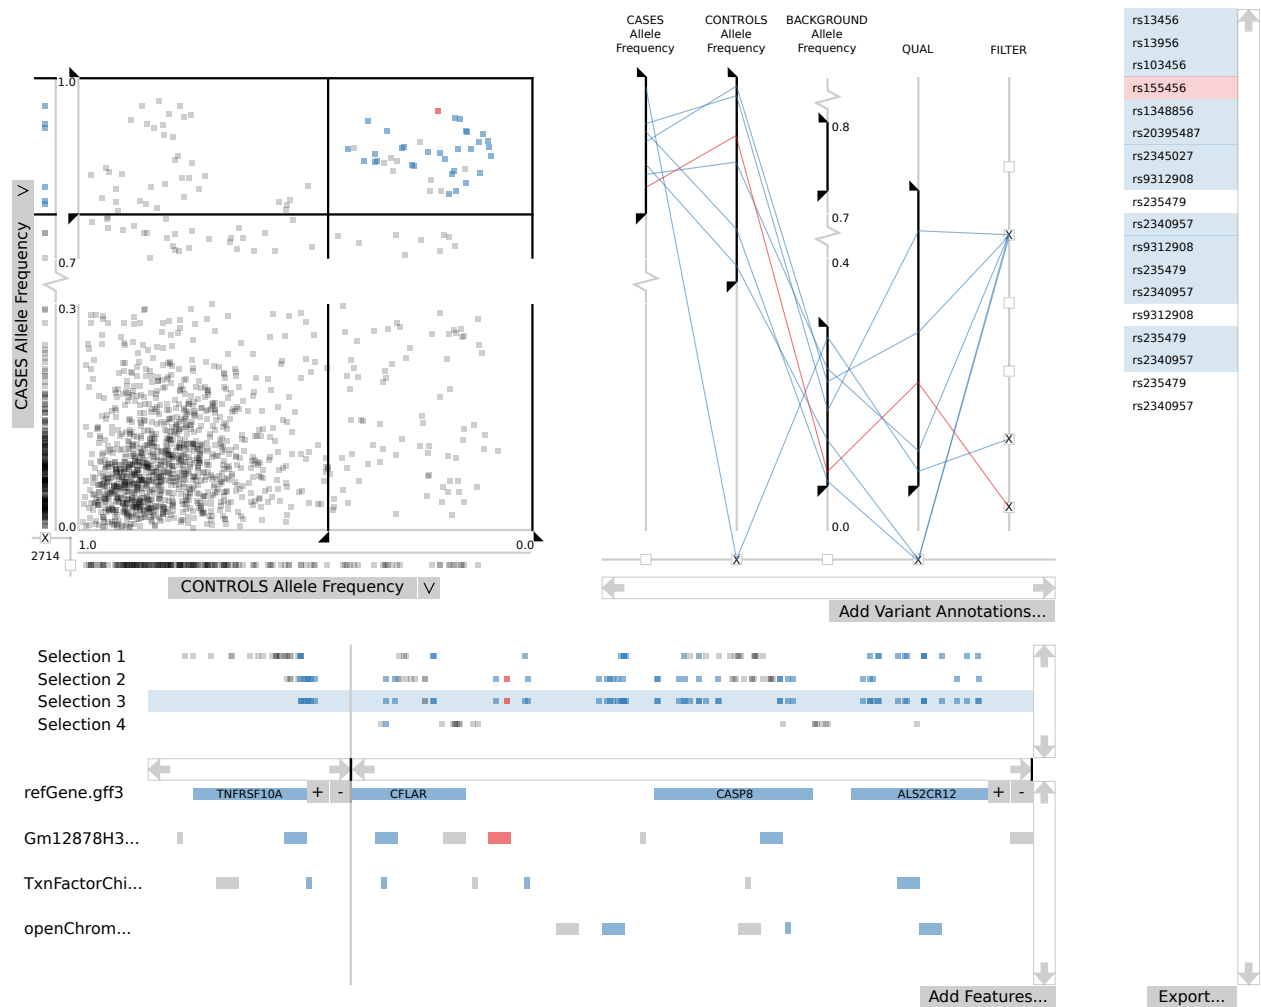 CASES
Allele
Frequency
CONTROLS
Allele
Frequency
BACKGROUND
Allele
Frequency
QUAL
FILTER
1.0
0.7
0.3
0.0
CASES Allele Frequency
V
X
2714
1.0
0.0
CONTROLS Allele Frequency
V
0.8
0.7
0.4
0.0
X
X
X
X
X
Add Variant Annotations...
rs13456
rs13956
rs103456
rs155456
rs1348856
rs20395487
rs2345027
rs9312908
rs235479
rs2340957
rs9312908
rs235479
rs2340957
rs9312908
rs235479
rs2340957
rs235479
rs2340957
Selection 1
Selection 2
Selection 3
Selection 4
refGene.gff3
TNFRSF10A
+
-
CFLAR
CASP8
ALS2CR12
+
-
Gm12878H3...
TxnFactorChi...
openChrom...
Add Features...
Export...